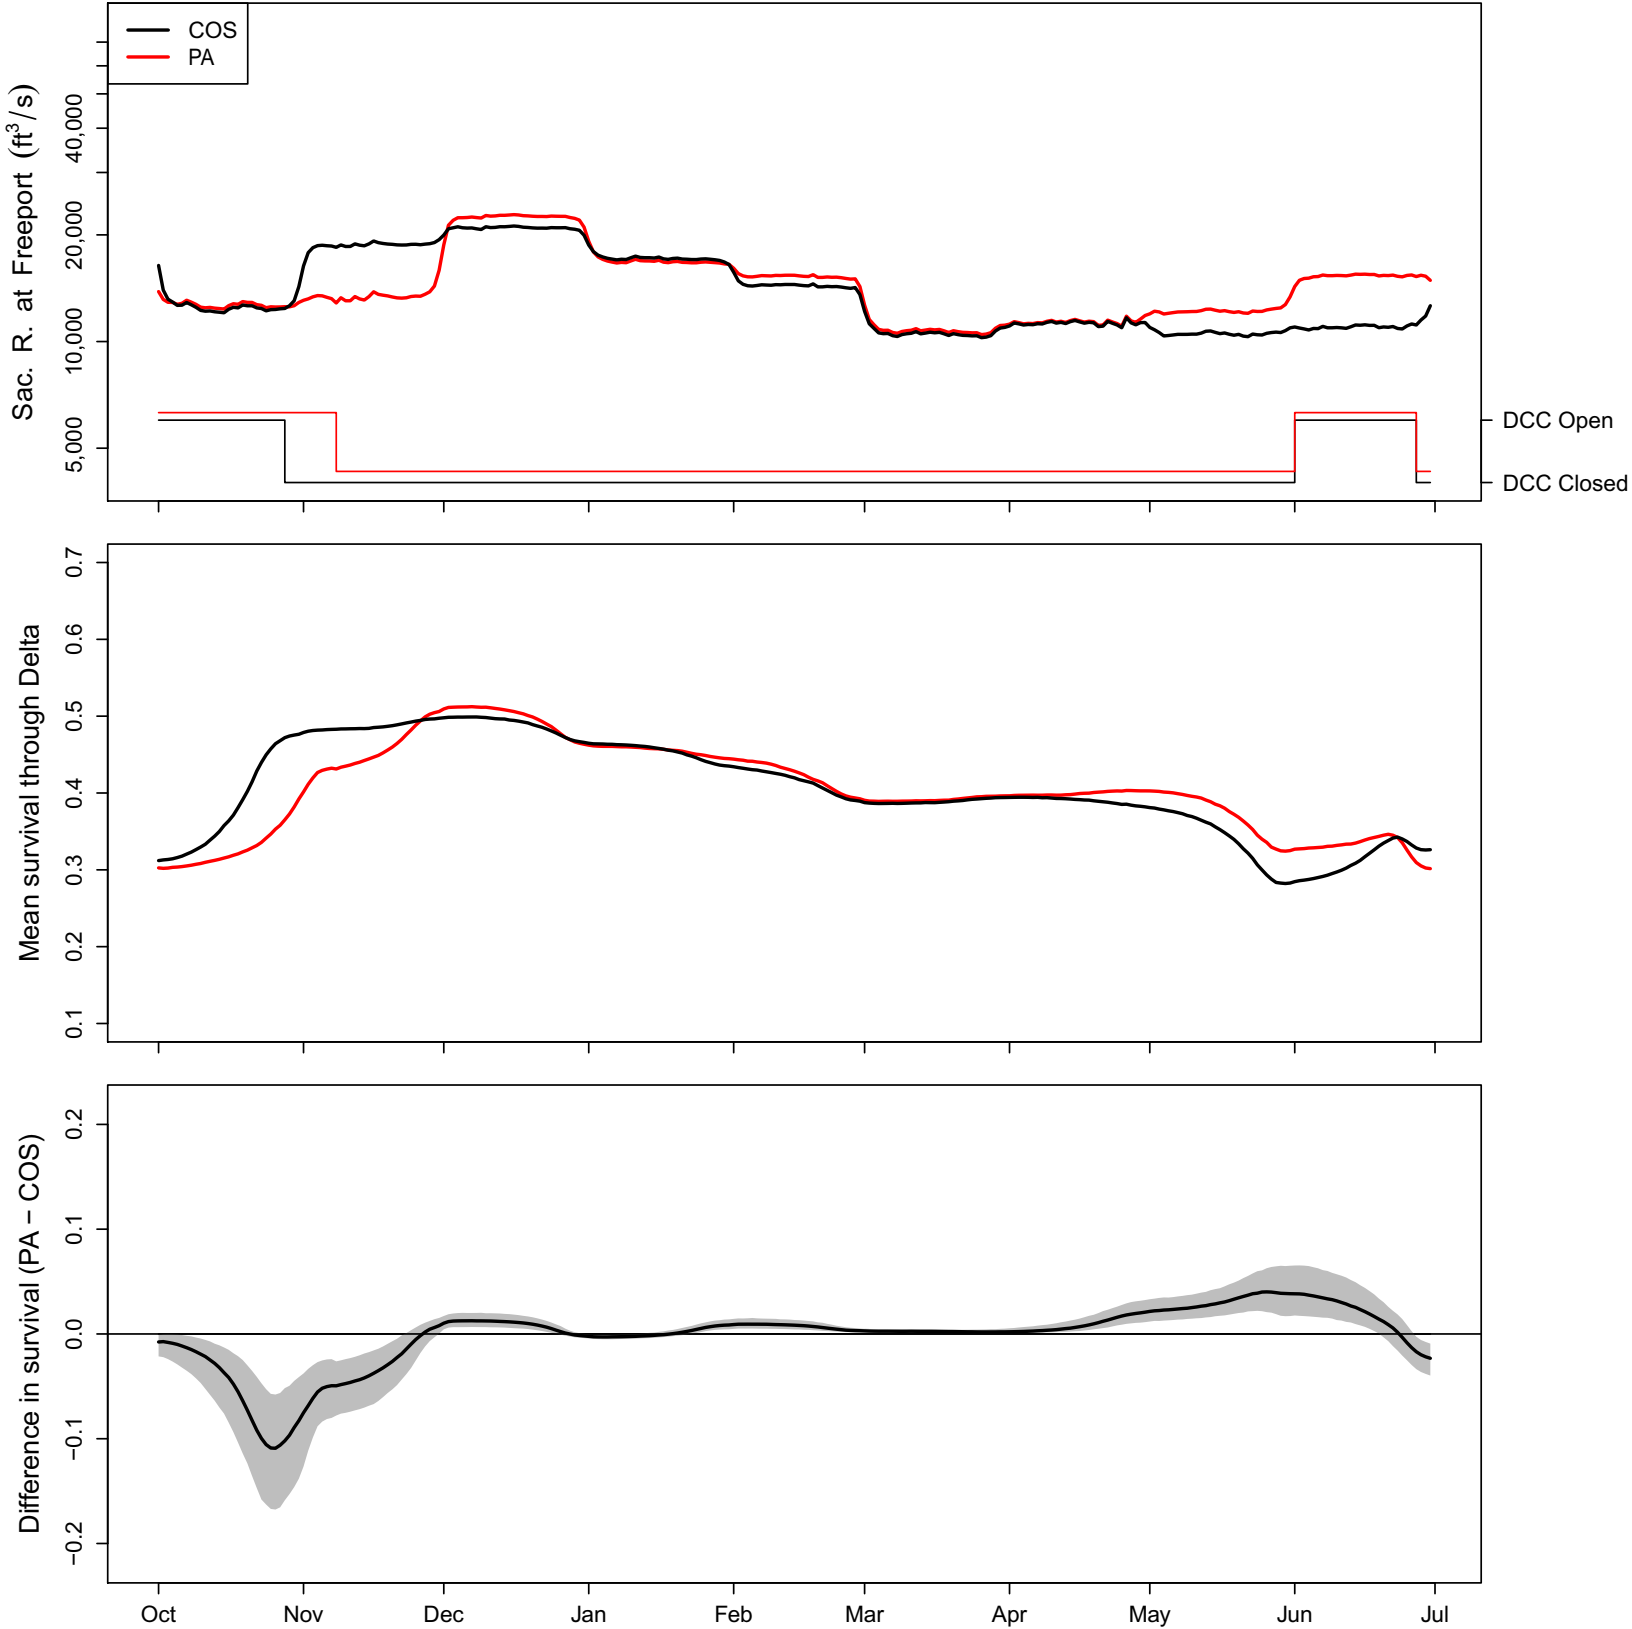 COS
PA
Sac. R. at Freeport (ft³/s)
40,000
20,000
10,000
5,000
DCC Open
DCC Closed
Mean survival through Delta
0.7
0.6
0.5
0.4
0.3
0.2
0.1
Difference in survival (PA − COS)
0.2
0.1
0.0
−0.1
−0.2
Oct Nov Dec Jan Feb Mar Apr May Jun Jul